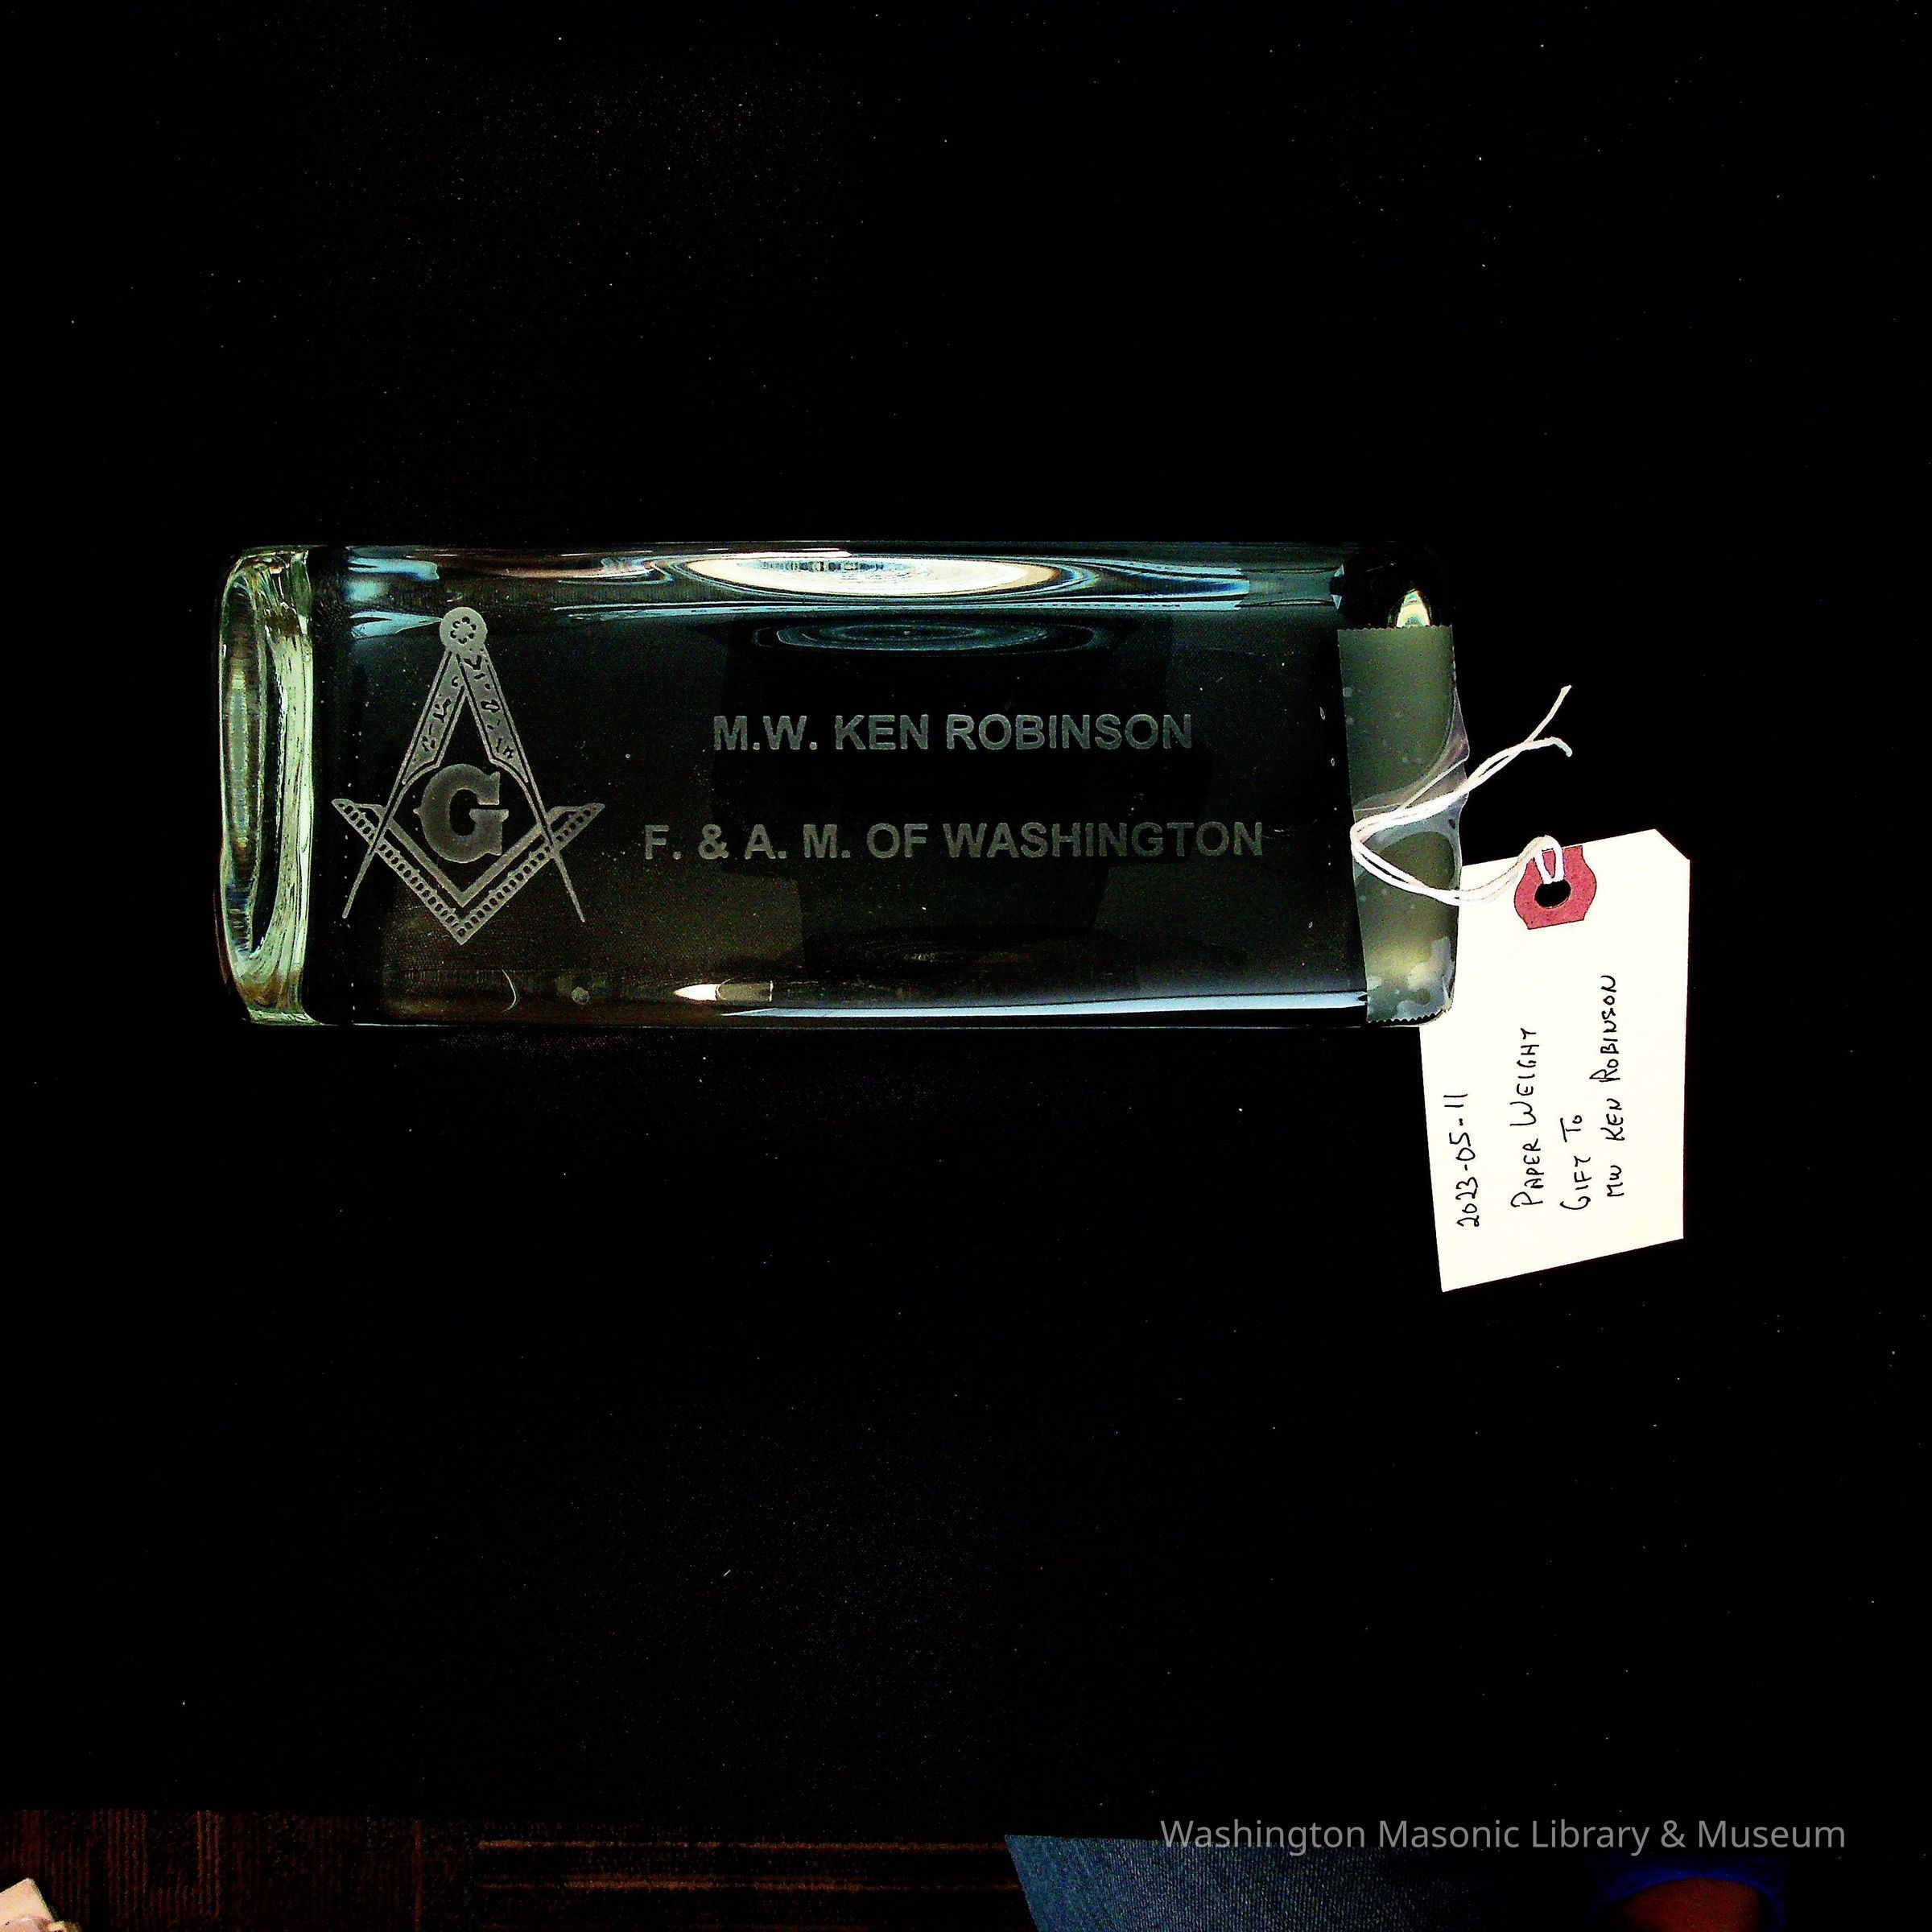 G
M.W. KEN ROBINSON
F. & A. M. OF WASHINGTON
2023-05-11
PAPER WEIGHT
GIFT TO
MW KEN ROBINSON
Washington Masonic Library & Museum